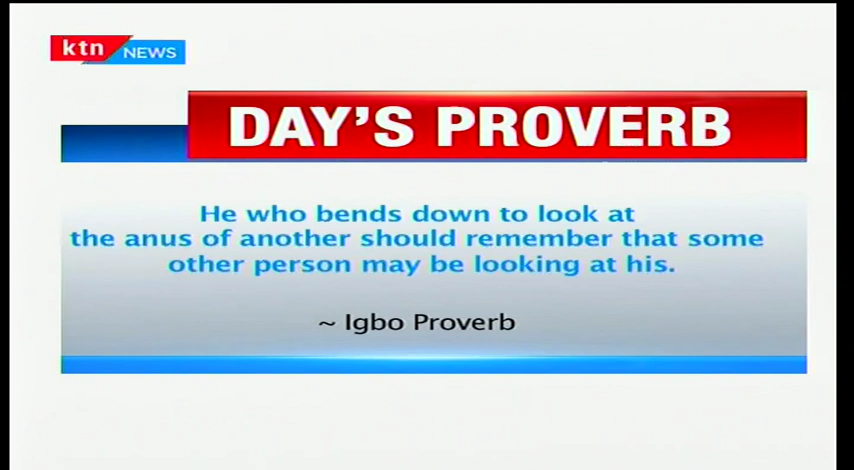 ktn NEWS
DAY'S PROVERB
He who bends down to look at
the anus of another should remember that some
other person may be looking at his.
~ Igbo Proverb